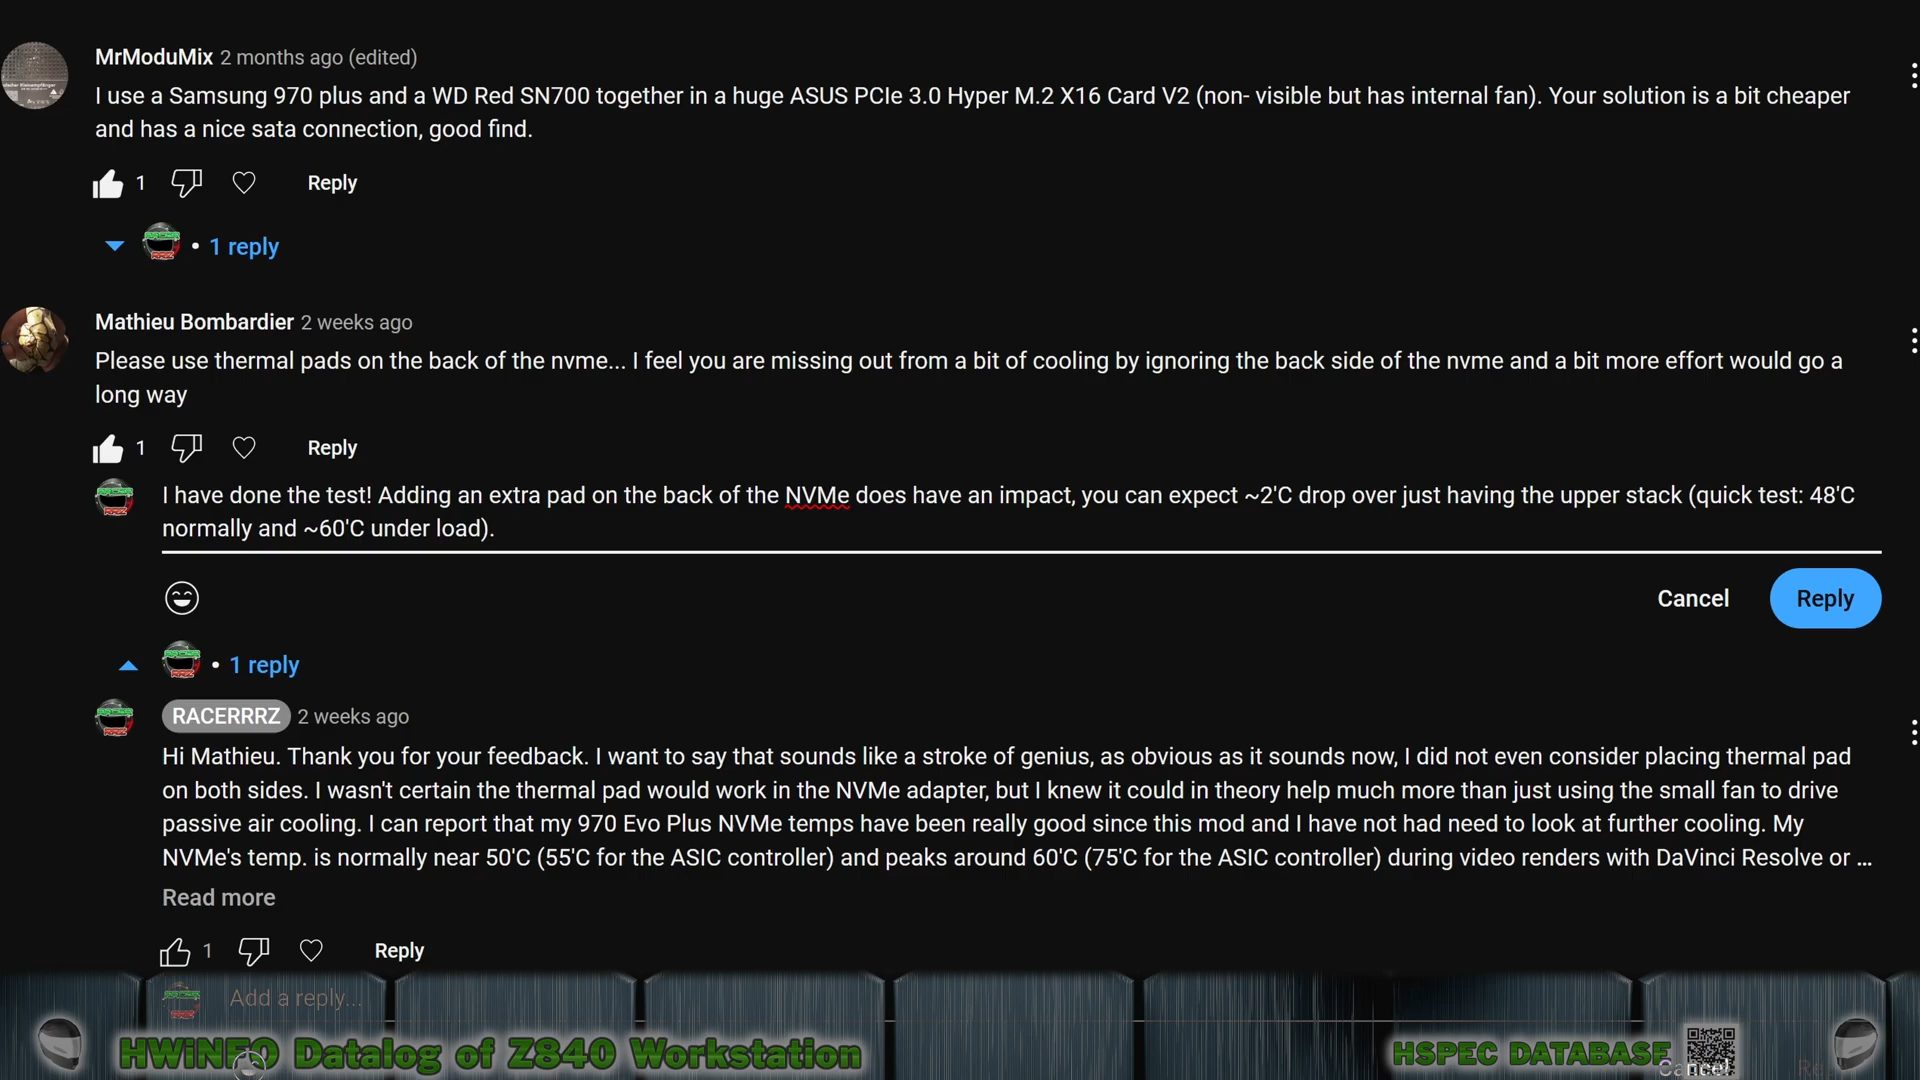 MrModuMix 2 months ago (edited)
I use a Samsung 970 plus and a WD Red SN700 together in a huge ASUS PCIe 3.0 Hyper M.2 X16 Card V2 (non- visible but has internal fan). Your solution is a bit cheaper
and has a nice sata connection, good find.
1 Reply
• 1 reply
Mathieu Bombardier 2 weeks ago
Please use thermal pads on the back of the nvme... I feel you are missing out from a bit of cooling by ignoring the back side of the nvme and a bit more effort would go a
long way
1 Reply
I have done the test! Adding an extra pad on the back of the NVMe does have an impact, you can expect ~2'C drop over just having the upper stack (quick test: 48'C
normally and ~60'C under load).
Cancel Reply
• 1 reply
RACERRRZ 2 weeks ago
Hi Mathieu. Thank you for your feedback. I want to say that sounds like a stroke of genius, as obvious as it sounds now, I did not even consider placing thermal pad
on both sides. I wasn't certain the thermal pad would work in the NVMe adapter, but I knew it could in theory help much more than just using the small fan to drive
passive air cooling. I can report that my 970 Evo Plus NVMe temps have been really good since this mod and I have not had need to look at further cooling. My
NVMe's temp. is normally near 50'C (55'C for the ASIC controller) and peaks around 60'C (75'C for the ASIC controller) during video renders with DaVinci Resolve or ...
Read more
1 Reply
Add a reply...
HWiNFO Datalog of Z840 Workstation
HSPEC DATABASE
Cancel